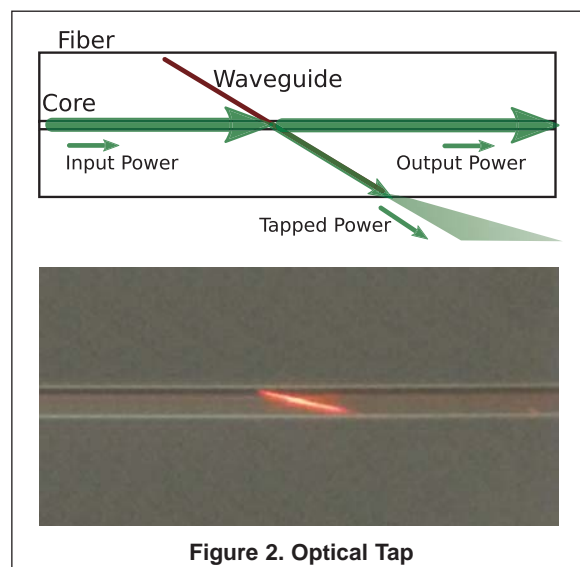 Fiber
Waveguide
Core
Input Power
Output Power
Tapped Power
Figure 2. Optical Tap